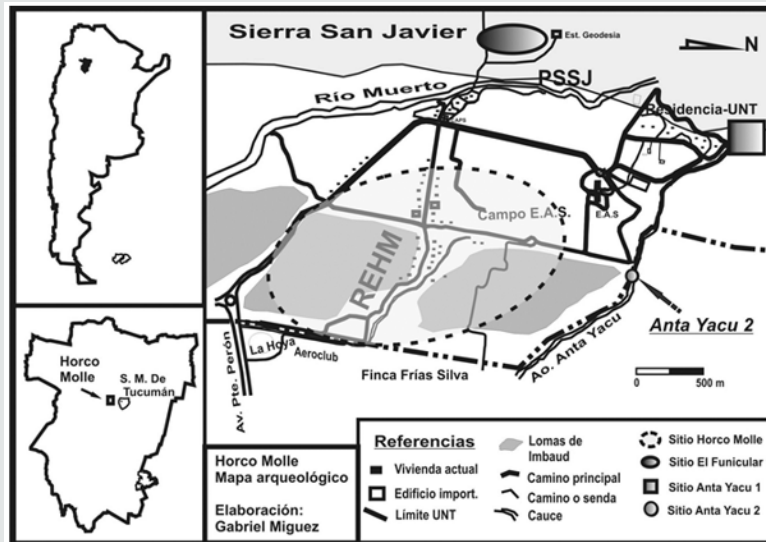 Sierra San Javier
Est. Geodesia
N
PSSJ
Río Muerto
Residencia-UNT
Campo E.A.S.
E.A.S
REHM
Anta Yacu 2
Ao. Anta Yacu
La Hoya
Aeroclub
Finca Frías Silva
Av. Pte. Perón
0 500 m
Horco
Molle
S. M. De
Tucumán
Horco Molle
Mapa arqueológico
Elaboración:
Gabriel Miguez
Referencias
Vivienda actual
Edificio import.
Límite UNT
Lomas de
Imbaud
Camino principal
Camino o senda
Cauce
Sitio Horco Molle
Sitio El Funicular
Sitio Anta Yacu 1
Sitio Anta Yacu 2